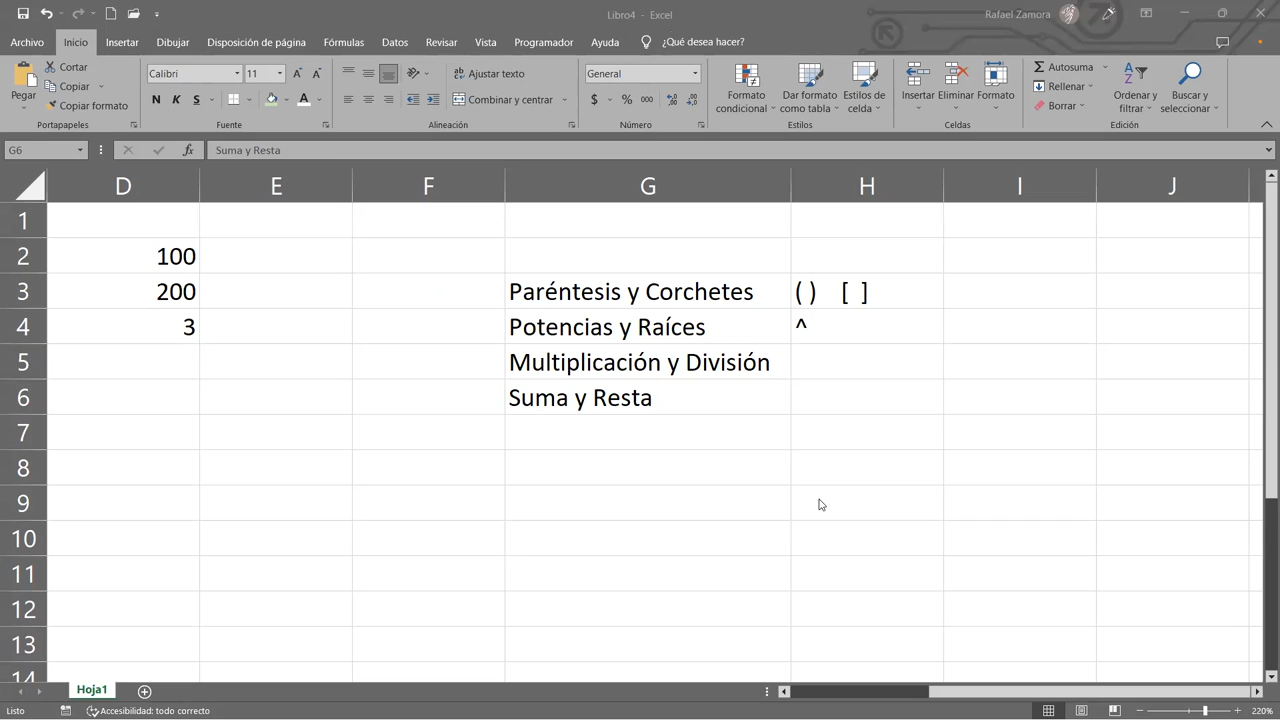 Libro4 - Excel
Rafael Zamora
Archivo Inicio Insertar Dibujar Disposición de página Fórmulas Datos Revisar Vista Programador Ayuda ¿Qué desea hacer?
Pegar
Cortar
Copiar
Copiar formato
Portapapeles
Calibri 11
N K S
Fuente
Ajustar texto
Combinar y centrar
Alineación
General
$ % 000
Número
Formato condicional
Dar formato como tabla
Estilos de celda
Estilos
Insertar Eliminar Formato
Celdas
Autosuma
Rellenar
Borrar
Ordenar y filtrar
Buscar y seleccionar
Edición
G6 fx Suma y Resta
D E F G H I J
1
2 100
3 200 Paréntesis y Corchetes ( ) [ ]
4 3 Potencias y Raíces ^
5 Multiplicación y División
6 Suma y Resta
7
8
9
10
11
12
13
14
Hoja1
Listo Accesibilidad: todo correcto 220%